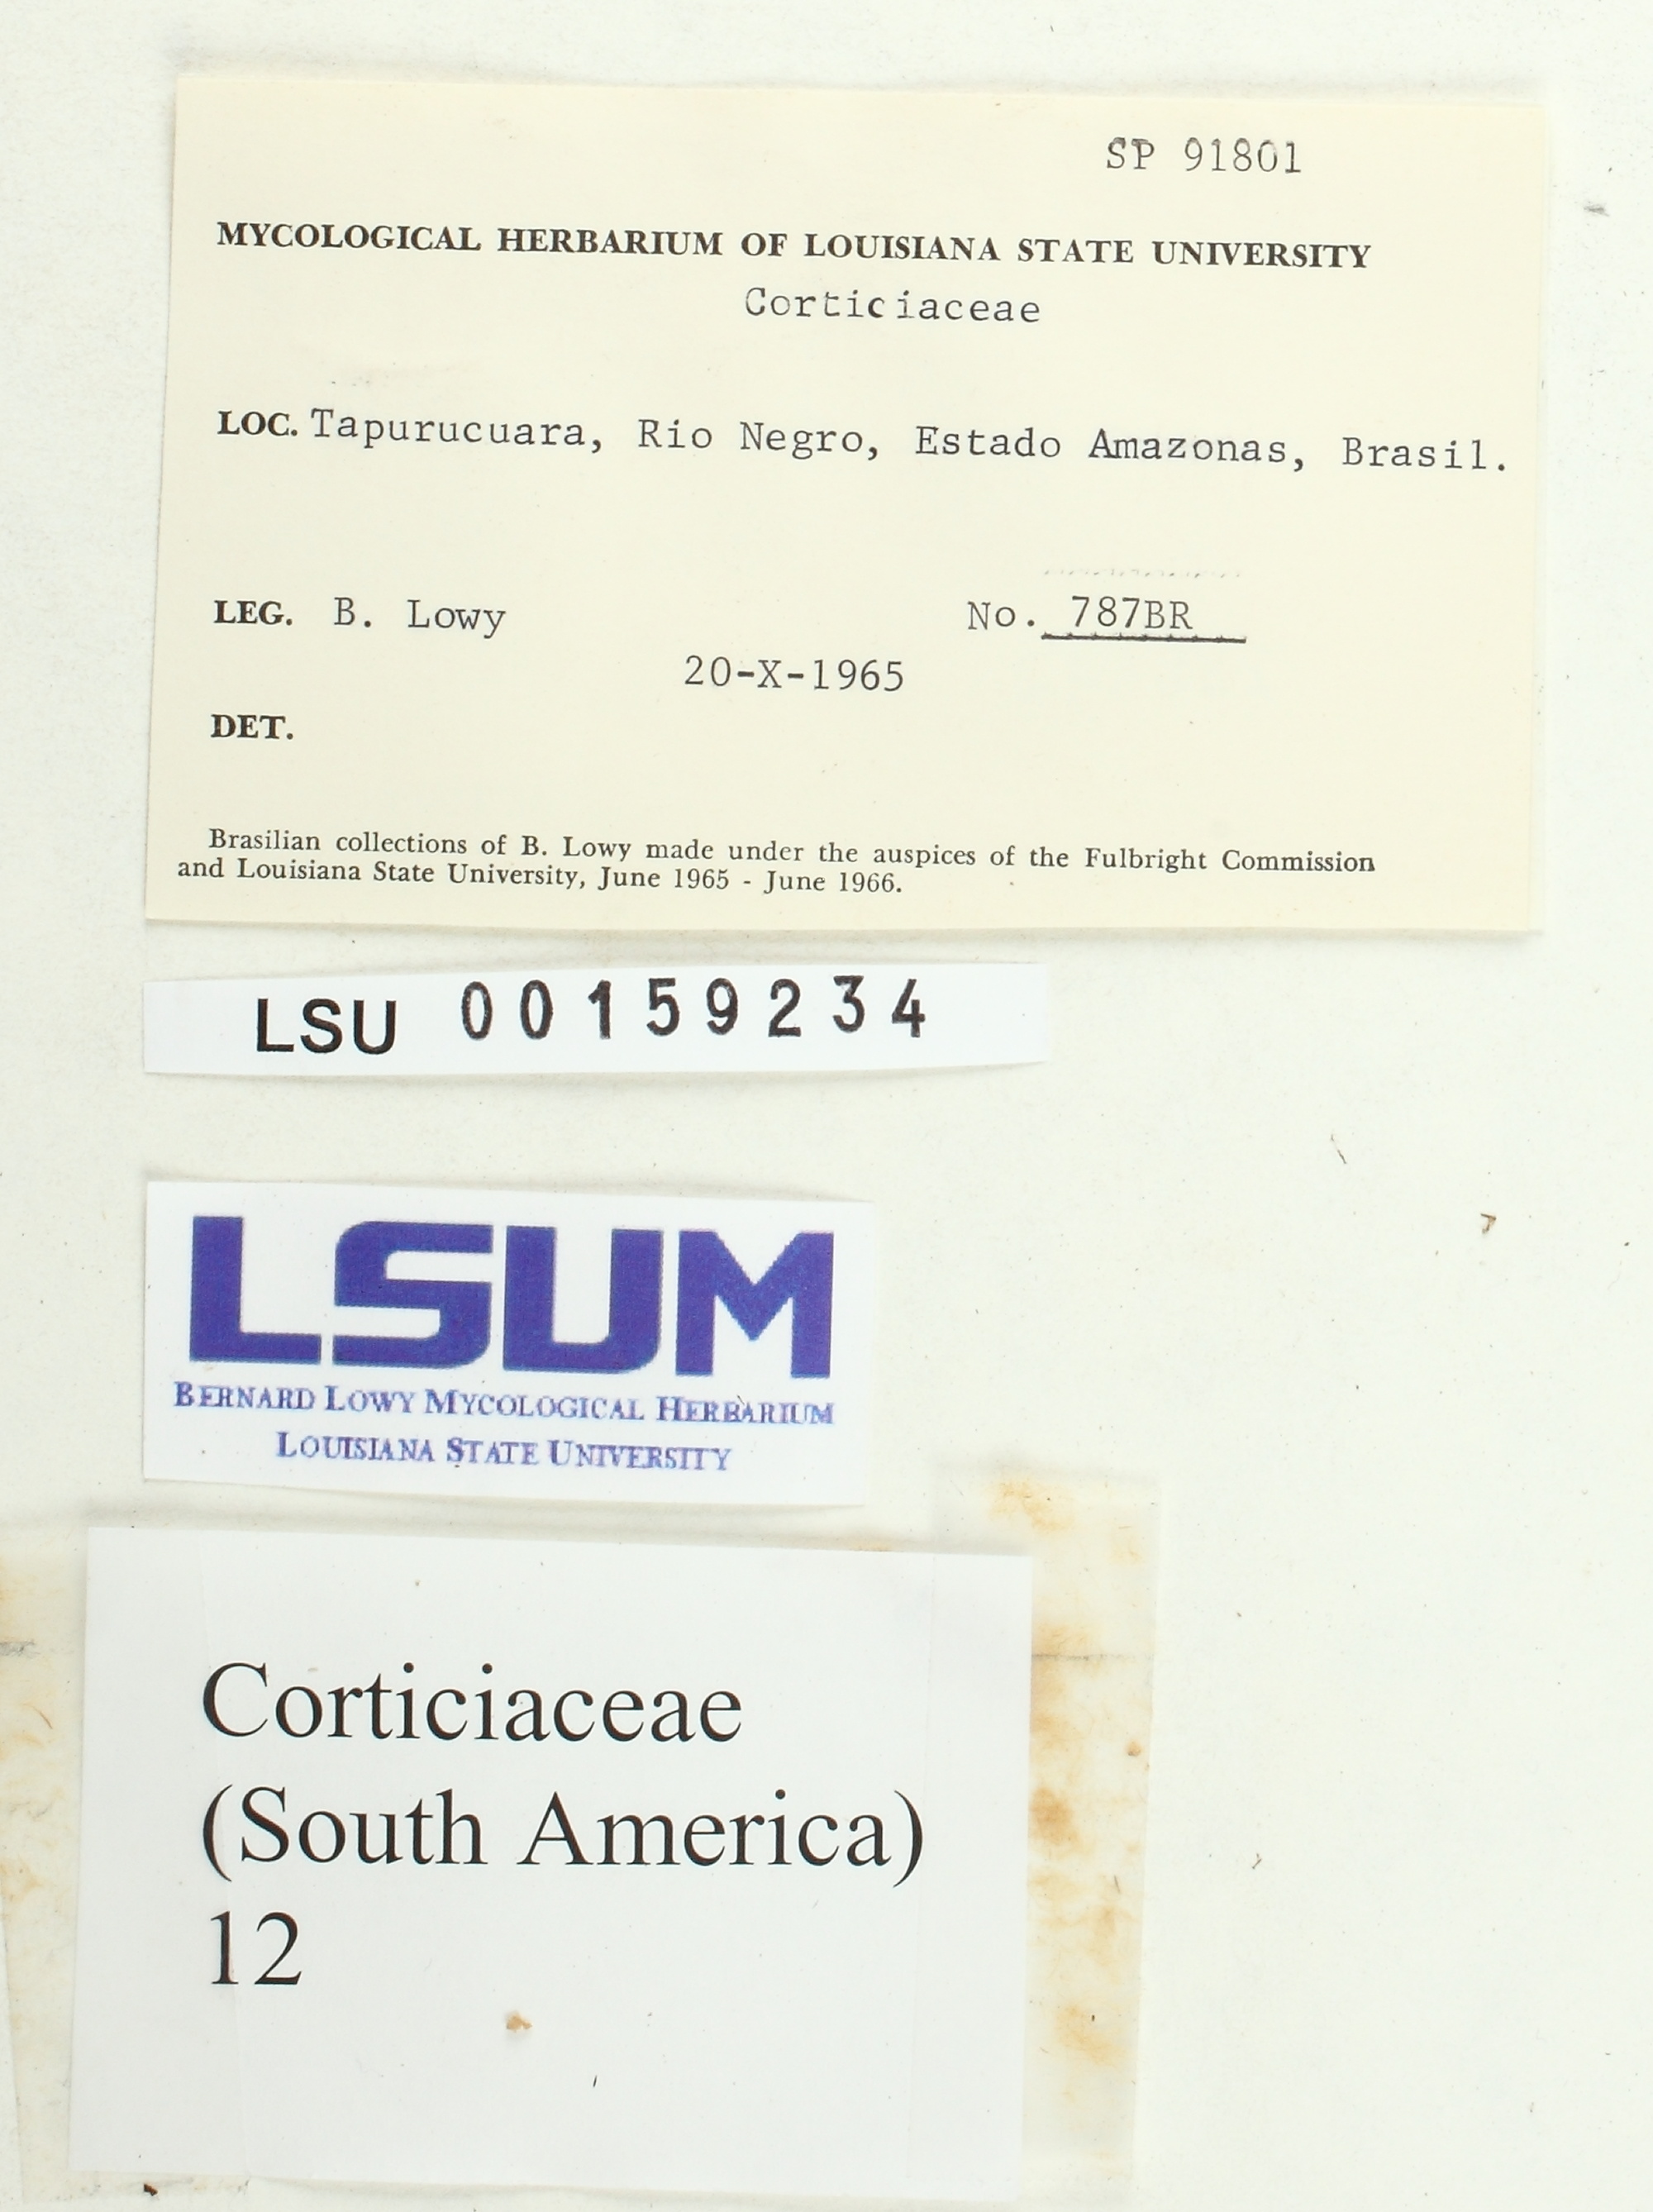 SP 91801
MYCOLOGICAL HERBARIUM OF LOUISIANA STATE UNIVERSITY
Corticiaceae
LOC. Tapurucuara, Rio Negro, Estado Amazonas, Brasil.
LEG. B. Lowy No. 787BR
20-X-1965
DET.
Brasilian collections of B. Lowy made under the auspices of the Fulbright Commission
and Louisiana State University, June 1965 - June 1966.
LSU 00159234
LSUM
BERNARD LOWY MYCOLOGICAL HERBARIUM
LOUISIANA STATE UNIVERSITY
Corticiaceae
(South America)
12